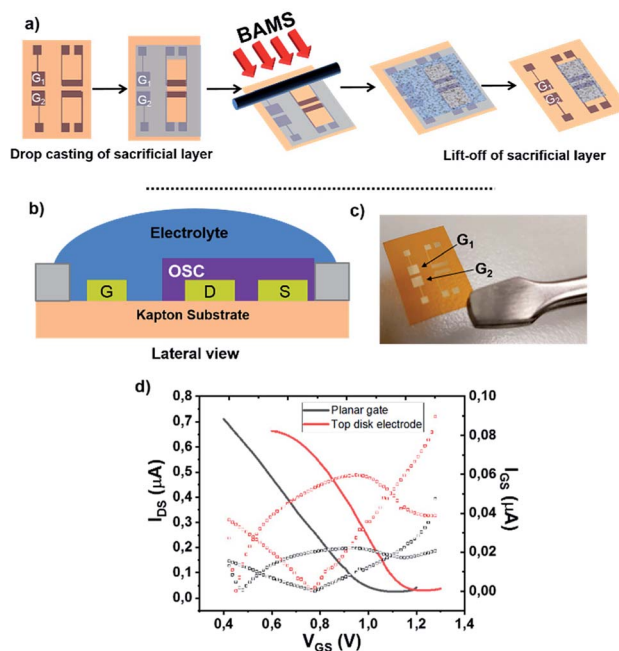 a)
BAMS
G₁
G₂
G₁
G₂
G₁
G₂
Drop casting of sacrificial layer
Lift-off of sacrificial layer
b)
Electrolyte
OSC
G
D
S
Kapton Substrate
Lateral view
c)
G₁
G₂
d)
Planar gate
Top disk electrode
I_DS (µA)
0,8
0,7
0,6
0,5
0,4
0,3
0,2
0,1
0,0
0,4
0,6
0,8
1,0
1,2
1,4
V_GS (V)
0,10
0,08
0,06
0,04
0,02
0,00
I_GS (µA)